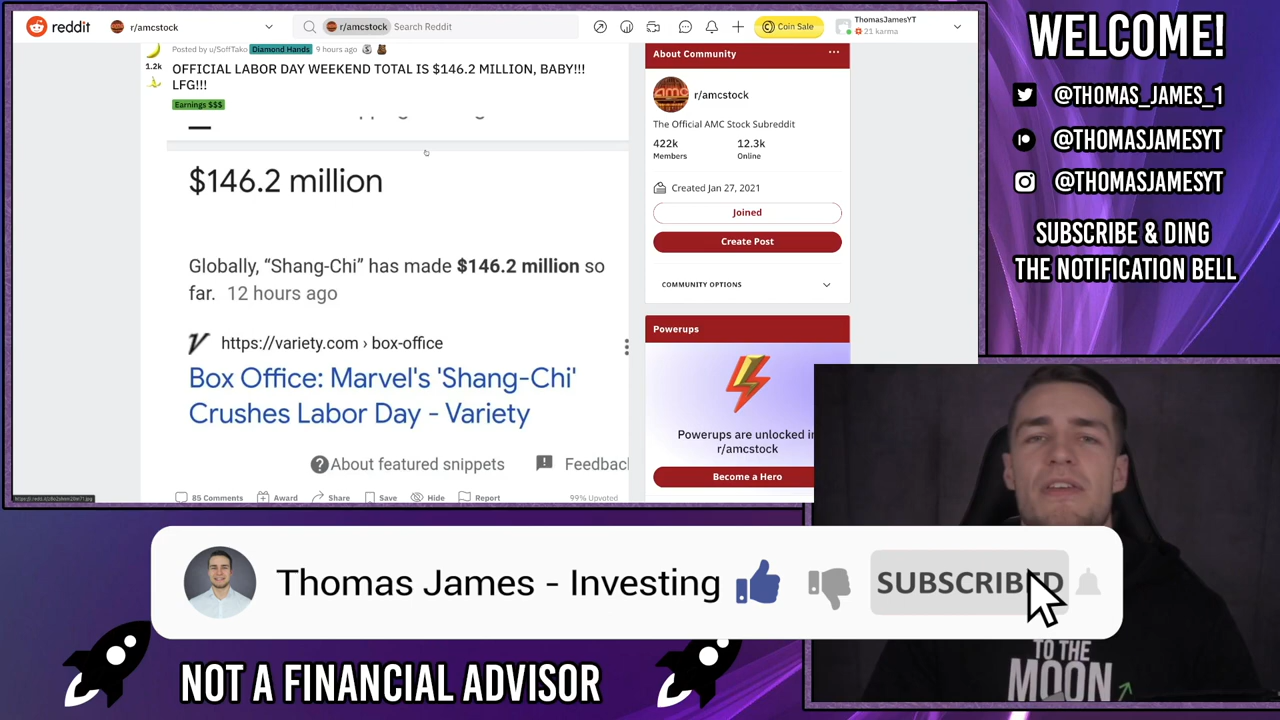 reddit
r/amcstock
r/amcstock Search Reddit
Coin Sale
ThomasJamesYT
21 karma
Posted by u/SoffTako Diamond Hands 9 hours ago
1.2k
OFFICIAL LABOR DAY WEEKEND TOTAL IS $146.2 MILLION, BABY!!!
LFG!!!
Earnings $$$
$146.2 million
Globally, “Shang-Chi” has made $146.2 million so
far. 12 hours ago
https://variety.com › box-office
Box Office: Marvel's 'Shang-Chi'
Crushes Labor Day - Variety
About featured snippets
Feedbac
85 Comments Award Share Save Hide Report 99% Upvoted
About Community
amc
r/amcstock
The Official AMC Stock Subreddit
422k 12.3k
Members Online
Created Jan 27, 2021
Joined
Create Post
COMMUNITY OPTIONS
Powerups
Powerups are unlocked in
r/amcstock
Become a Hero
WELCOME!
@THOMAS_JAMES_1
@THOMASJAMESYT
@THOMASJAMESYT
SUBSCRIBE & DING
THE NOTIFICATION BELL
Thomas James - Investing
SUBSCRIBED
TO THE
MOON
NOT A FINANCIAL ADVISOR